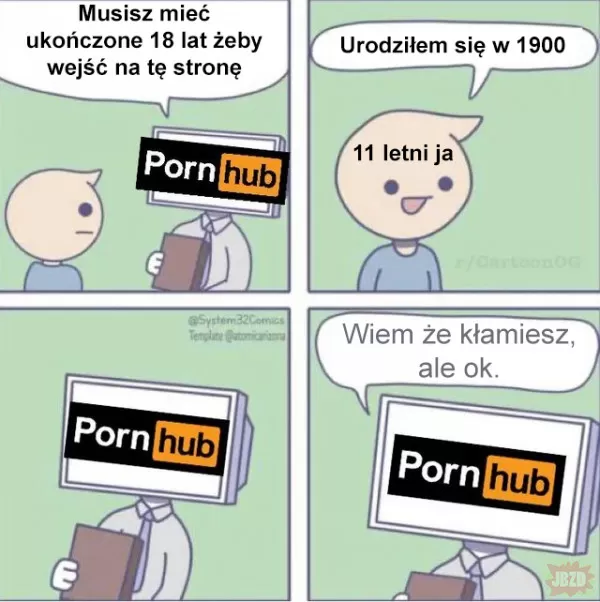 Musisz mieć
ukończone 18 lat żeby
wejść na tę stronę
Porn hub
Urodziłem się w 1900
11 letni ja
r/CartoonOG
@System32Comics
Template @atomicarizona
Porn hub
Wiem że kłamiesz,
ale ok.
Porn hub
JBZD